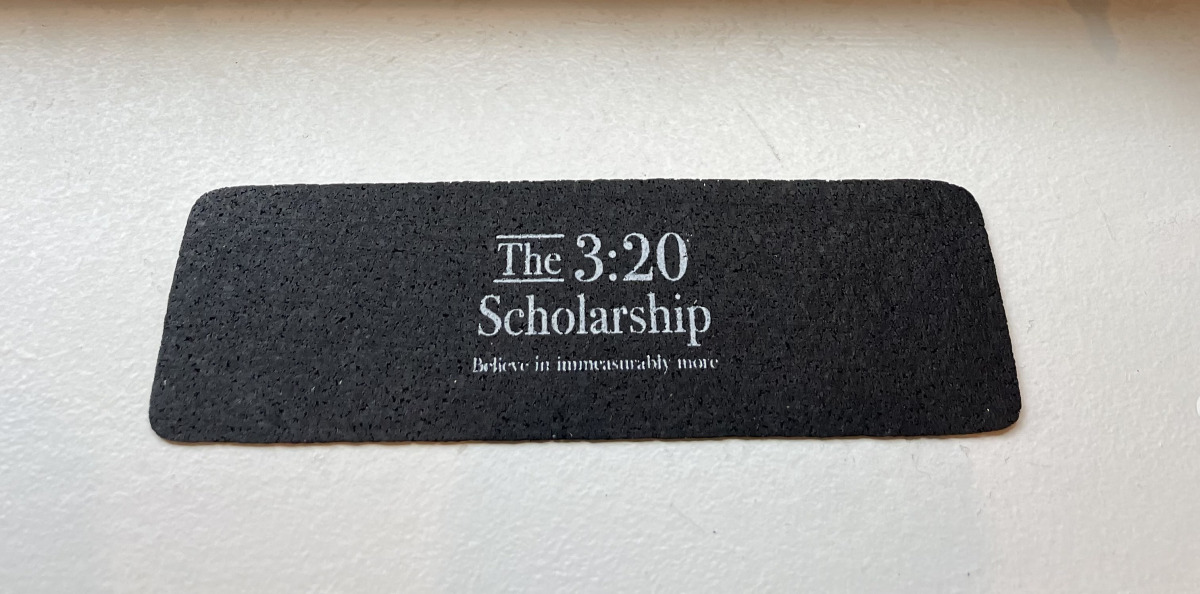 The 3:20
Scholarship
Believe in immeasurably more